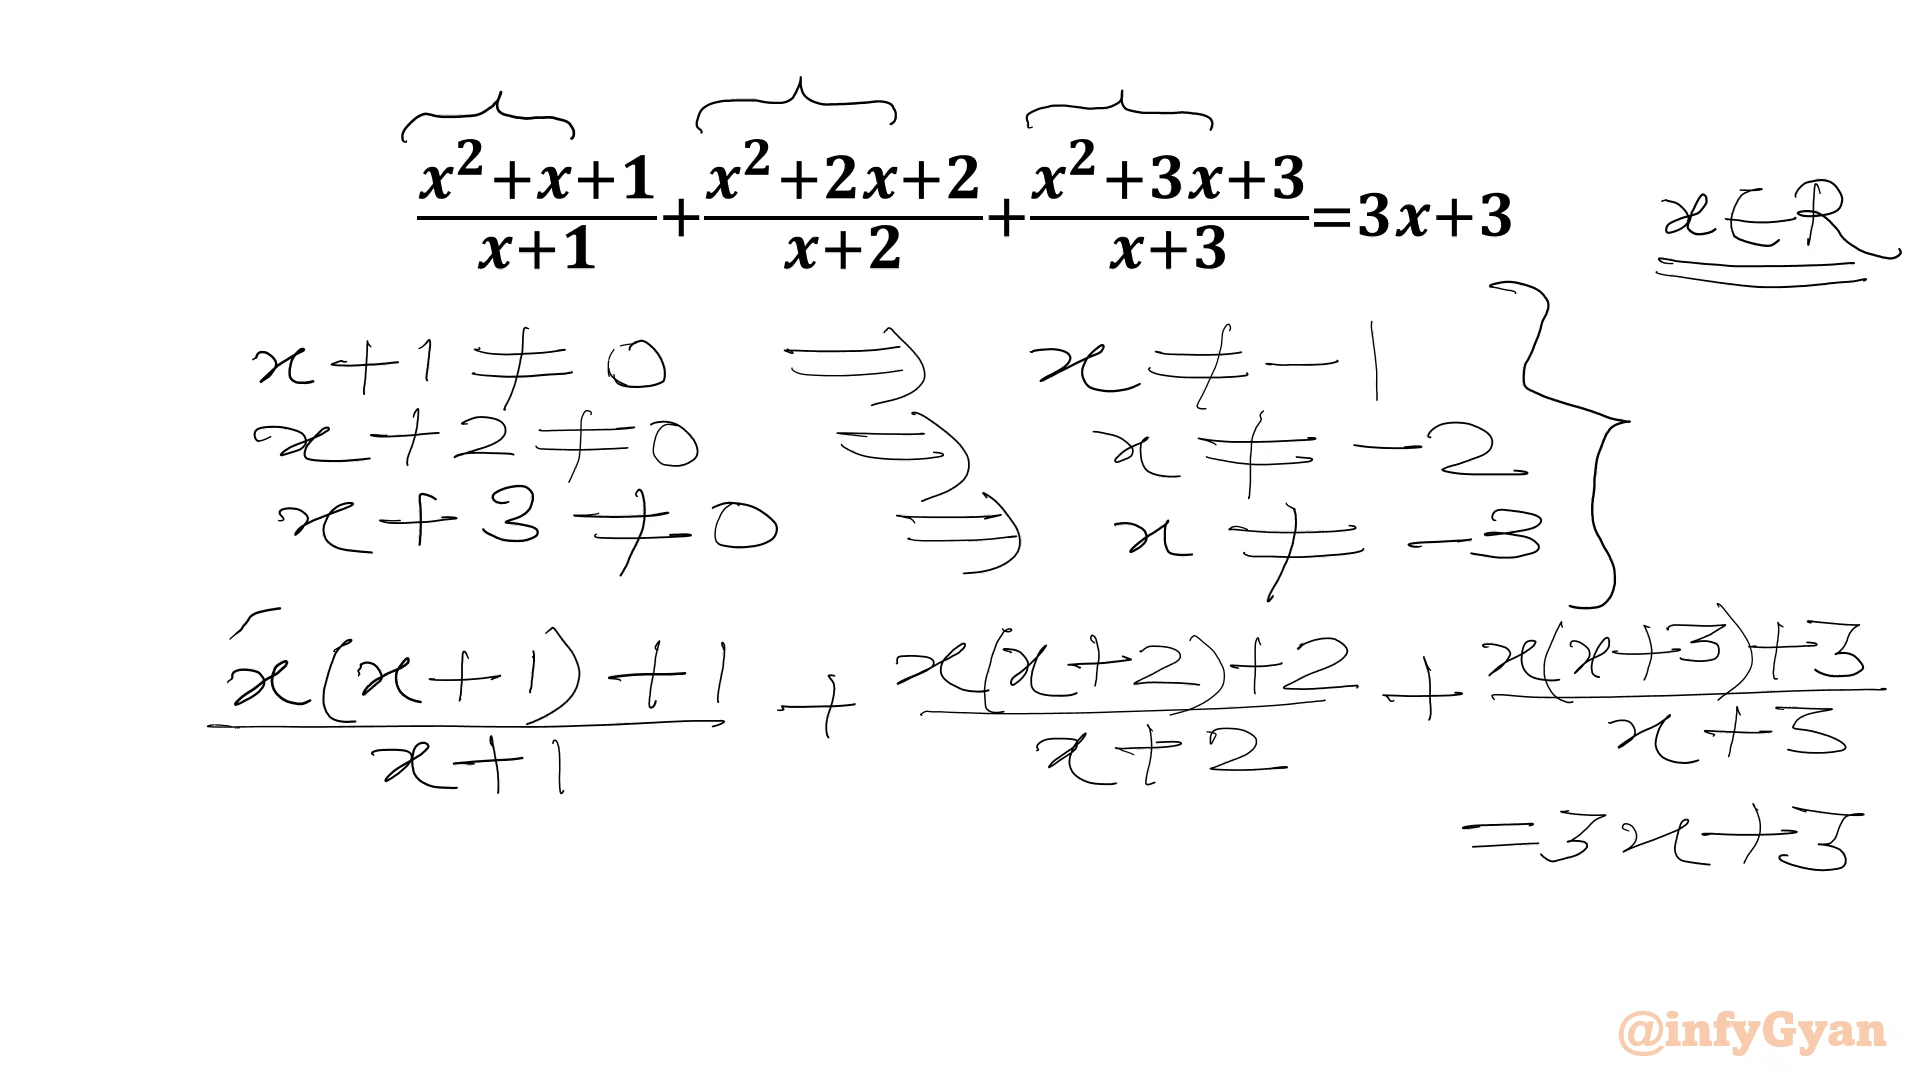 (x²+x+1)/(x+1) + (x²+2x+2)/(x+2) + (x²+3x+3)/(x+3) = 3x+3
x ∈ R
x+1 ≠ 0 ⇒ x ≠ -1
x+2 ≠ 0 ⇒ x ≠ -2
x+3 ≠ 0 ⇒ x ≠ -3
(x(x+1)+1)/(x+1) + (x(x+2)+2)/(x+2) + (x(x+3)+3)/(x+3)
= 3x+3
@infyGyan